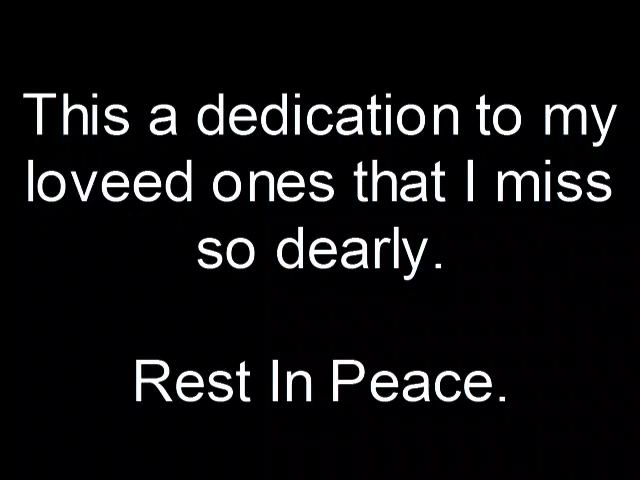 This a dedication to my
loveed ones that I miss
so dearly.
Rest In Peace.